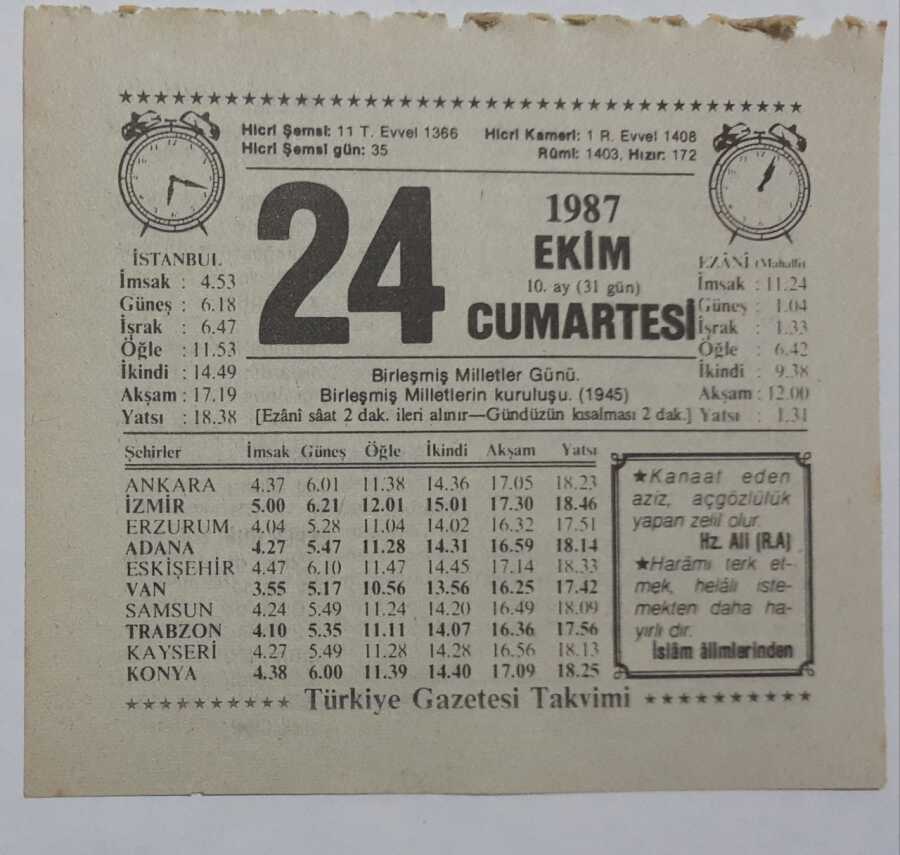 Hicri Şemsî: 11 T. Evvel 1366
Hicri Şemsî gün: 35
Hicri Kamerî: 1 R. Evvel 1408
Rûmî: 1403, Hızır: 172
24
1987
EKİM
10. ay (31 gün)
CUMARTESİ
İSTANBUL
İmsak : 4.53
Güneş : 6.18
İşrak : 6.47
Öğle : 11.53
İkindi : 14.49
Akşam : 17.19
Yatsı : 18.38
EZÂNÎ (Mahallî)
İmsak : 11.24
Güneş : 1.04
İşrak : 1.33
Öğle : 6.42
İkindi : 9.38
Akşam : 12.00
Yatsı : 1.31
Birleşmiş Milletler Günü.
Birleşmiş Milletlerin kuruluşu. (1945)
[Ezânî sâat 2 dak. ileri alınır—Gündüzün kısalması 2 dak.]
Şehirler İmsak Güneş Öğle İkindi Akşam Yatsı
ANKARA 4.37 6.01 11.38 14.36 17.05 18.23
İZMİR 5.00 6.21 12.01 15.01 17.30 18.46
ERZURUM 4.04 5.28 11.04 14.02 16.32 17.51
ADANA 4.27 5.47 11.28 14.31 16.59 18.14
ESKİŞEHİR 4.47 6.10 11.47 14.45 17.14 18.33
VAN 3.55 5.17 10.56 13.56 16.25 17.42
SAMSUN 4.24 5.49 11.24 14.20 16.49 18.09
TRABZON 4.10 5.35 11.11 14.07 16.36 17.56
KAYSERİ 4.27 5.49 11.28 14.28 16.56 18.13
KONYA 4.38 6.00 11.39 14.40 17.09 18.25
★Kanaat eden
aziz, açgözlülük
yapan zelil olur.
Hz. Ali (R.A)
★Harâmı terk et-
mek, helâli iste-
mekten daha ha-
yırlı dır.
İslâm âlimlerinden
Türkiye Gazetesi Takvimi